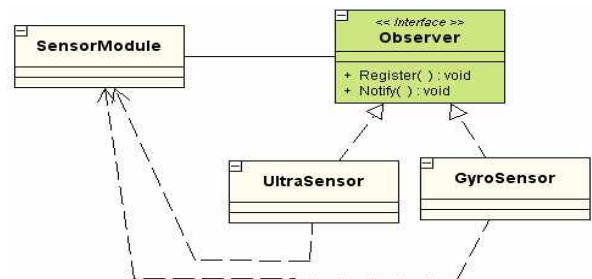 SensorModule
<< Interface >>
Observer
+ Register( ) : void
+ Notify( ) : void
UltraSensor
GyroSensor